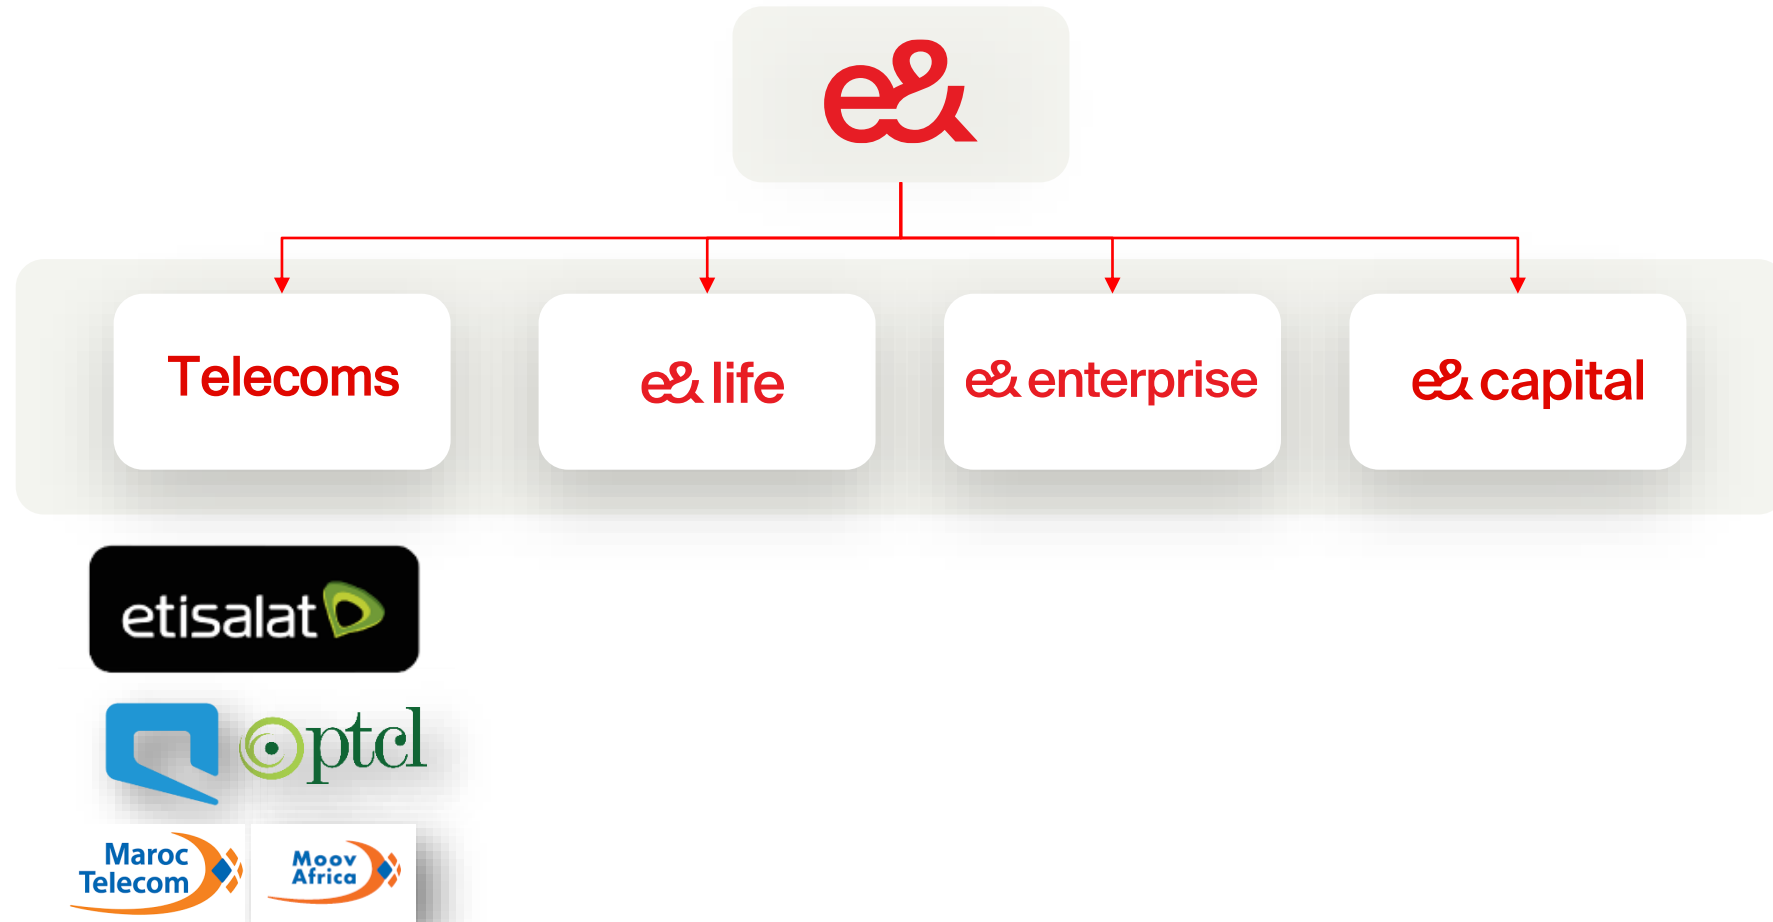 e&
Telecoms
e& life
e& enterprise
e& capital
etisalat
ptcl
Maroc
Telecom
Moov
Africa